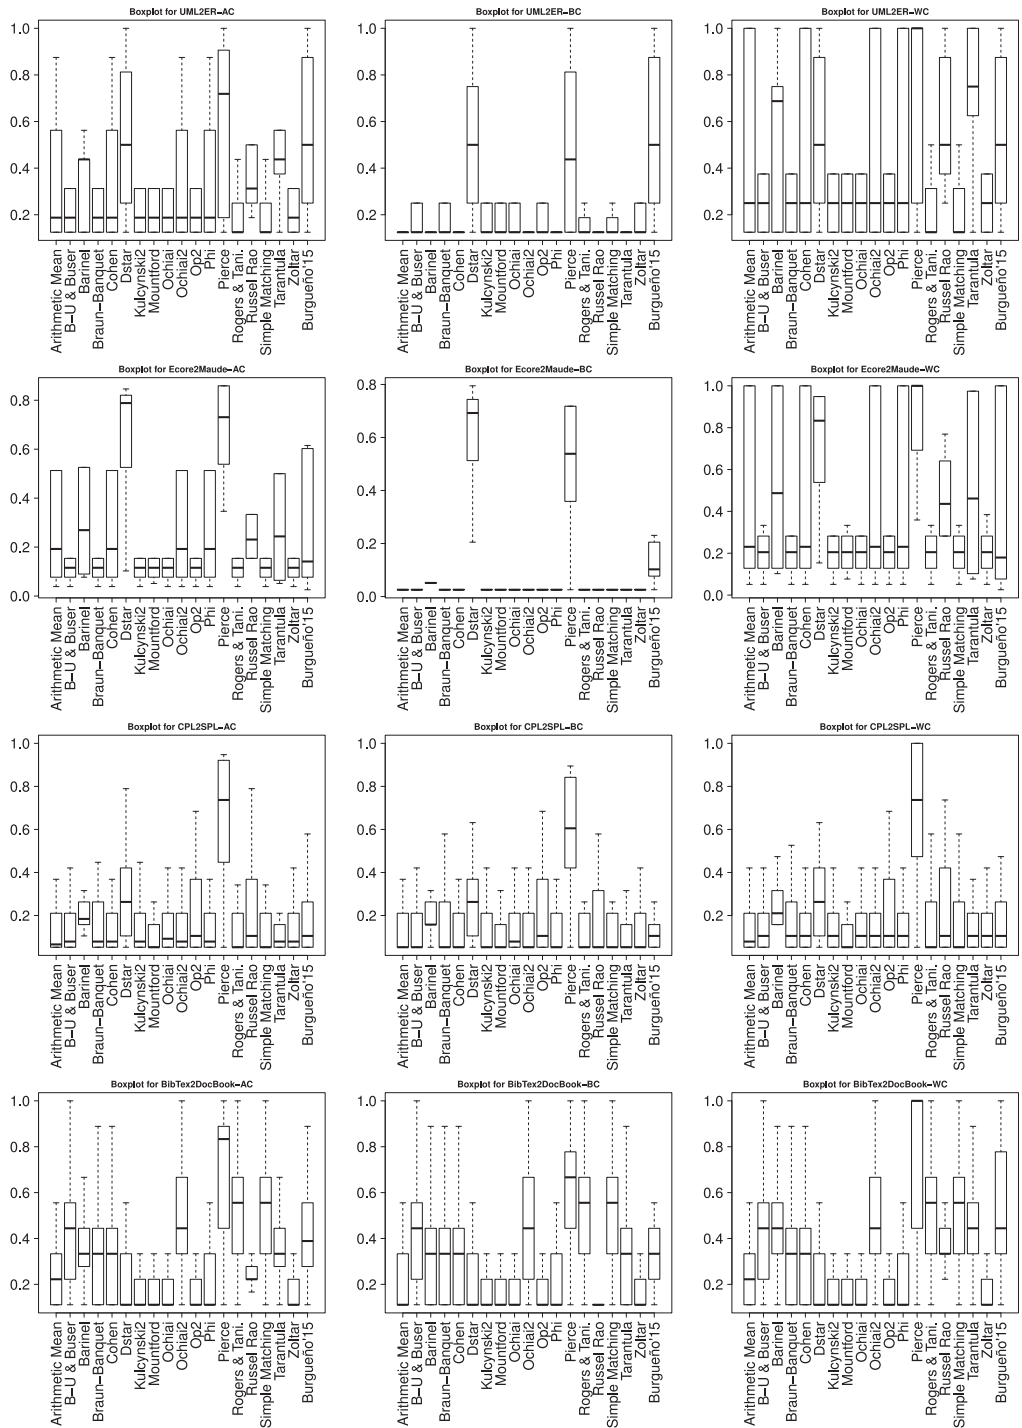 Boxplot for UML2ER−AC
1.0
0.8
0.6
0.4
0.2
Arithmetic Mean
B−U & Buser
Barinel
Braun−Banquet
Cohen
Dstar
Kulcynski2
Mountford
Ochiai
Ochiai2
Op2
Phi
Pierce
Rogers & Tani.
Russel Rao
Simple Matching
Tarantula
Zoltar
Burgueño'15
Boxplot for UML2ER−BC
1.0
0.8
0.6
0.4
0.2
Arithmetic Mean
B−U & Buser
Barinel
Braun−Banquet
Cohen
Dstar
Kulcynski2
Mountford
Ochiai
Ochiai2
Op2
Phi
Pierce
Rogers & Tani.
Russel Rao
Simple Matching
Tarantula
Zoltar
Burgueño'15
Boxplot for UML2ER−WC
1.0
0.8
0.6
0.4
0.2
Arithmetic Mean
B−U & Buser
Barinel
Braun−Banquet
Cohen
Dstar
Kulcynski2
Mountford
Ochiai
Ochiai2
Op2
Phi
Pierce
Rogers & Tani.
Russel Rao
Simple Matching
Tarantula
Zoltar
Burgueño'15
Boxplot for Ecore2Maude−AC
0.8
0.6
0.4
0.2
0.0
Arithmetic Mean
B−U & Buser
Barinel
Braun−Banquet
Cohen
Dstar
Kulcynski2
Mountford
Ochiai
Ochiai2
Op2
Phi
Pierce
Rogers & Tani.
Russel Rao
Simple Matching
Tarantula
Zoltar
Burgueño'15
Boxplot for Ecore2Maude−BC
0.8
0.6
0.4
0.2
0.0
Arithmetic Mean
B−U & Buser
Barinel
Braun−Banquet
Cohen
Dstar
Kulcynski2
Mountford
Ochiai
Ochiai2
Op2
Phi
Pierce
Rogers & Tani.
Russel Rao
Simple Matching
Tarantula
Zoltar
Burgueño'15
Boxplot for Ecore2Maude−WC
1.0
0.8
0.6
0.4
0.2
0.0
Arithmetic Mean
B−U & Buser
Barinel
Braun−Banquet
Cohen
Dstar
Kulcynski2
Mountford
Ochiai
Ochiai2
Op2
Phi
Pierce
Rogers & Tani.
Russel Rao
Simple Matching
Tarantula
Zoltar
Burgueño'15
Boxplot for CPL2SPL−AC
1.0
0.8
0.6
0.4
0.2
Arithmetic Mean
B−U & Buser
Barinel
Braun−Banquet
Cohen
Dstar
Kulcynski2
Mountford
Ochiai
Ochiai2
Op2
Phi
Pierce
Rogers & Tani.
Russel Rao
Simple Matching
Tarantula
Zoltar
Burgueño'15
Boxplot for CPL2SPL−BC
1.0
0.8
0.6
0.4
0.2
Arithmetic Mean
B−U & Buser
Barinel
Braun−Banquet
Cohen
Dstar
Kulcynski2
Mountford
Ochiai
Ochiai2
Op2
Phi
Pierce
Rogers & Tani.
Russel Rao
Simple Matching
Tarantula
Zoltar
Burgueño'15
Boxplot for CPL2SPL−WC
1.0
0.8
0.6
0.4
0.2
Arithmetic Mean
B−U & Buser
Barinel
Braun−Banquet
Cohen
Dstar
Kulcynski2
Mountford
Ochiai
Ochiai2
Op2
Phi
Pierce
Rogers & Tani.
Russel Rao
Simple Matching
Tarantula
Zoltar
Burgueño'15
Boxplot for BibTex2DocBook−AC
1.0
0.8
0.6
0.4
0.2
Arithmetic Mean
B−U & Buser
Barinel
Braun−Banquet
Cohen
Dstar
Kulcynski2
Mountford
Ochiai
Ochiai2
Op2
Phi
Pierce
Rogers & Tani.
Russel Rao
Simple Matching
Tarantula
Zoltar
Burgueño'15
Boxplot for BibTex2DocBook−BC
1.0
0.8
0.6
0.4
0.2
Arithmetic Mean
B−U & Buser
Barinel
Braun−Banquet
Cohen
Dstar
Kulcynski2
Mountford
Ochiai
Ochiai2
Op2
Phi
Pierce
Rogers & Tani.
Russel Rao
Simple Matching
Tarantula
Zoltar
Burgueño'15
Boxplot for BibTex2DocBook−WC
1.0
0.8
0.6
0.4
0.2
Arithmetic Mean
B−U & Buser
Barinel
Braun−Banquet
Cohen
Dstar
Kulcynski2
Mountford
Ochiai
Ochiai2
Op2
Phi
Pierce
Rogers & Tani.
Russel Rao
Simple Matching
Tarantula
Zoltar
Burgueño'15